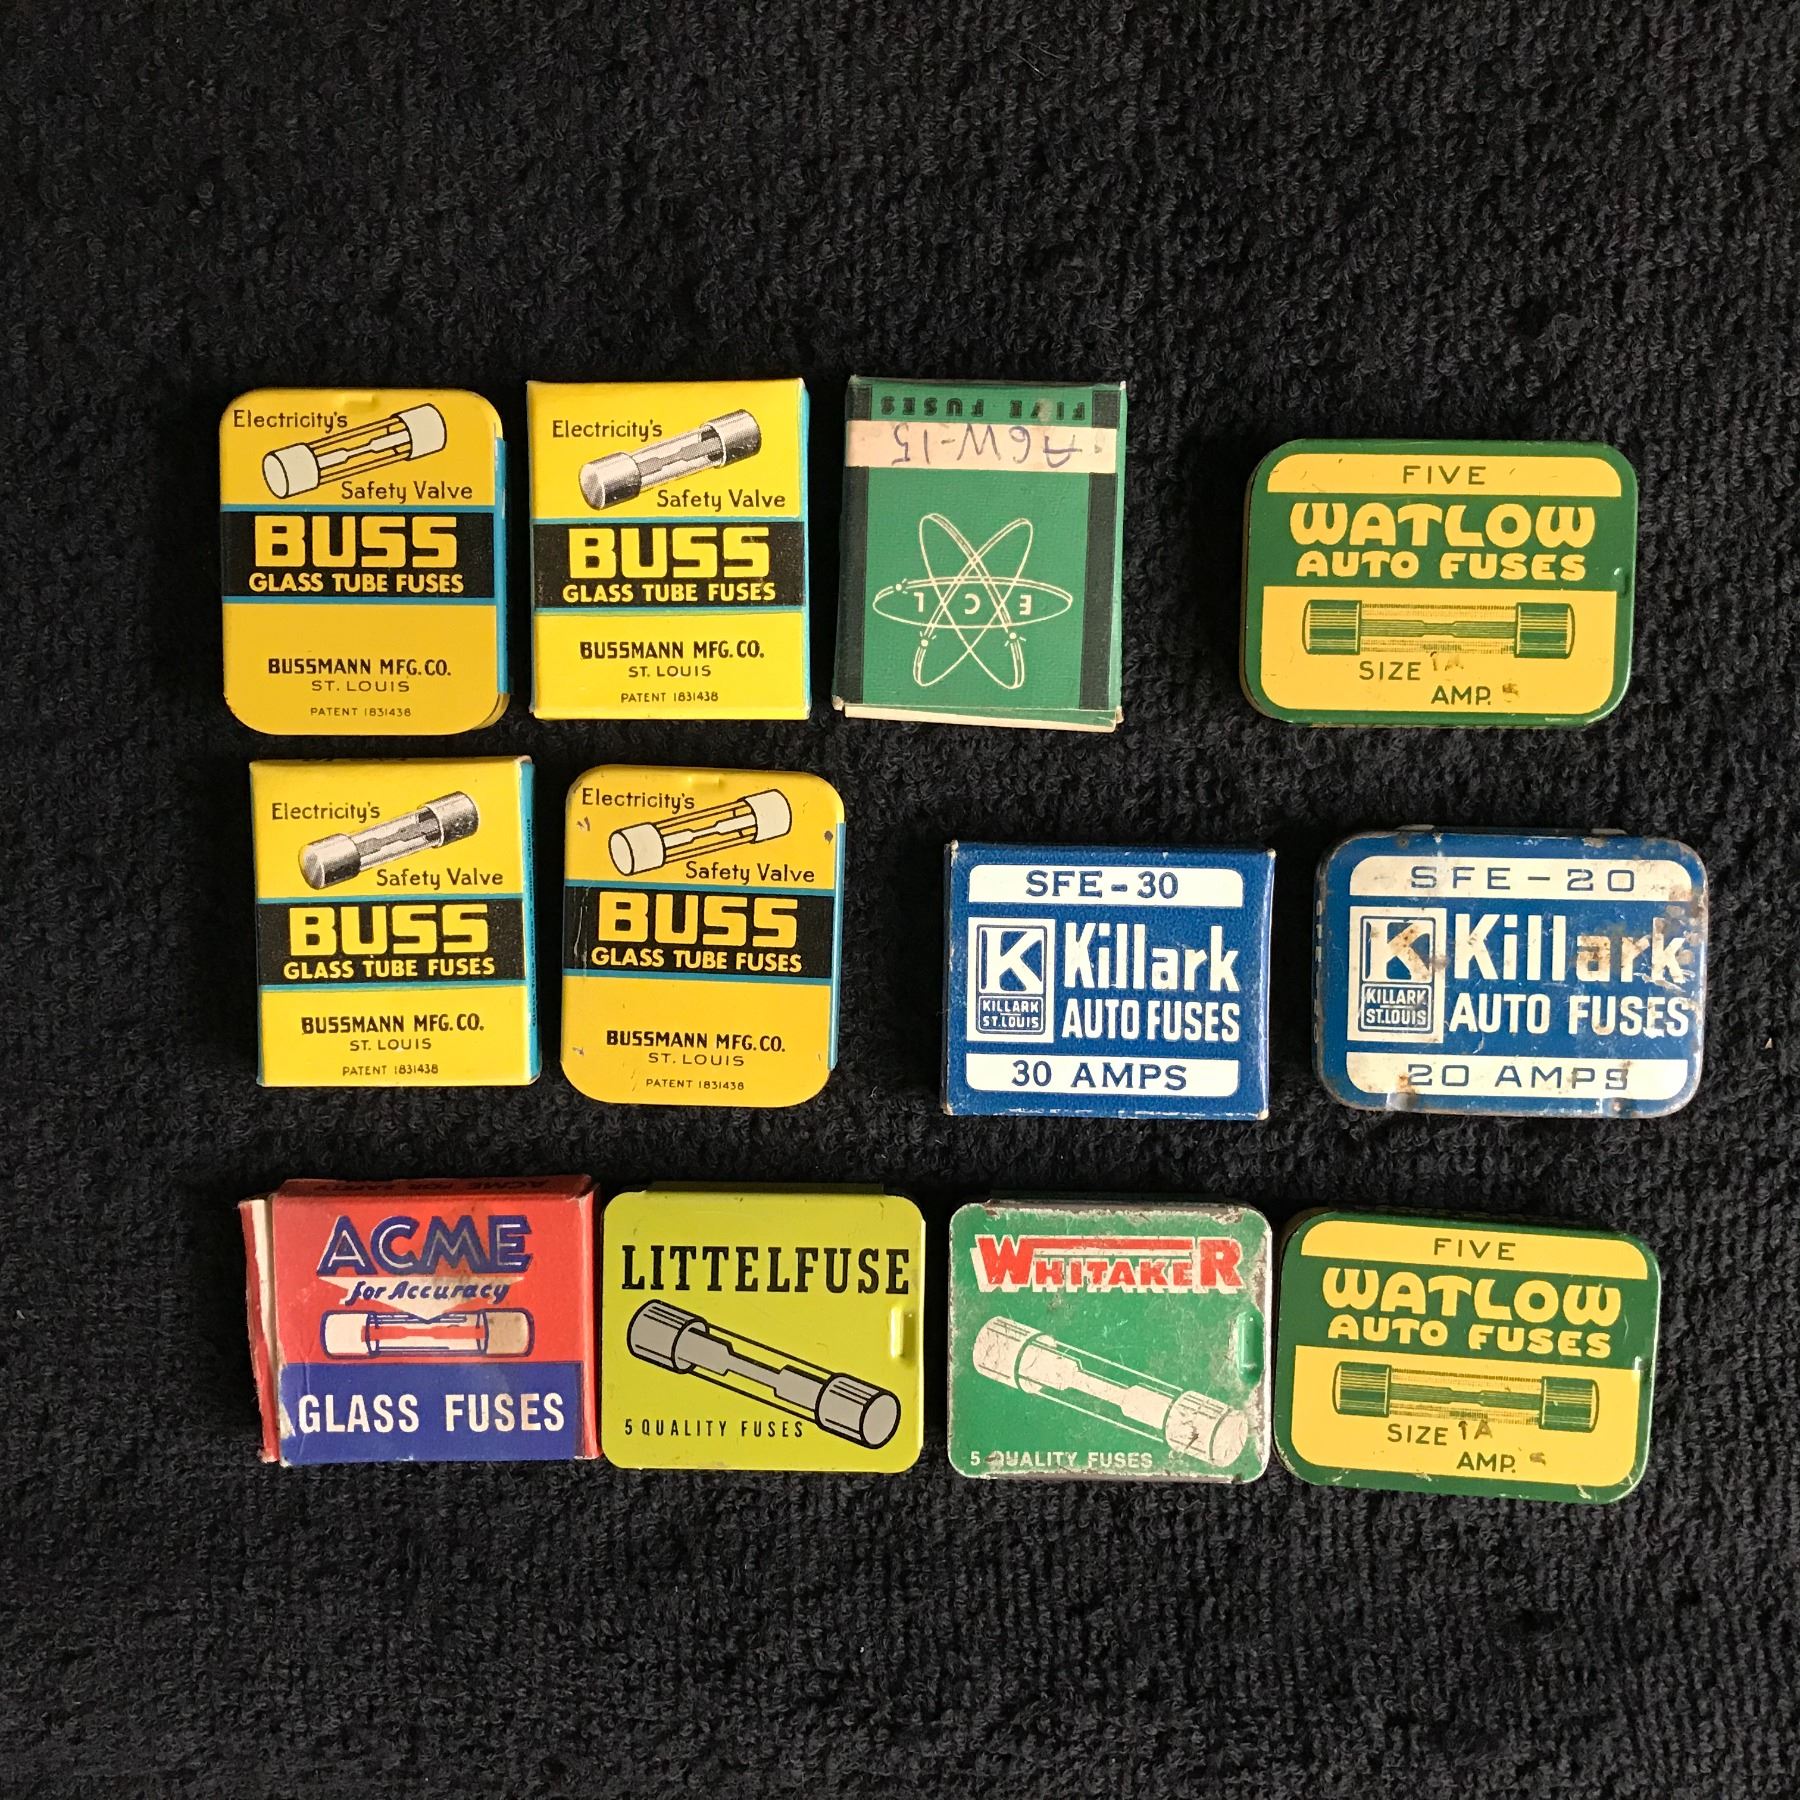 Electricity's
Safety Valve
BUSS
GLASS TUBE FUSES
BUSSMANN MFG. CO.
ST. LOUIS
PATENT 1831438
Electricity's
Safety Valve
BUSS
GLASS TUBE FUSES
BUSSMANN MFG. CO.
ST. LOUIS
PATENT 1831438
FIVE FUSES
AGW-15
E C L
FIVE
WATLOW
AUTO FUSES
SIZE 1A
AMP.
Electricity's
Safety Valve
BUSS
GLASS TUBE FUSES
BUSSMANN MFG. CO.
ST. LOUIS
PATENT 1831438
Electricity's
Safety Valve
BUSS
GLASS TUBE FUSES
BUSSMANN MFG. CO.
ST. LOUIS
PATENT 1831438
SFE-30
K Killark
KILLARK
ST. LOUIS
AUTO FUSES
30 AMPS
SFE-20
K Killark
KILLARK
ST. LOUIS
AUTO FUSES
20 AMPS
ACME FOR SAFETY
ACME
for Accuracy
GLASS FUSES
LITTELFUSE
5 QUALITY FUSES
WHITAKER
5 QUALITY FUSES
FIVE
WATLOW
AUTO FUSES
SIZE 1A
AMP.